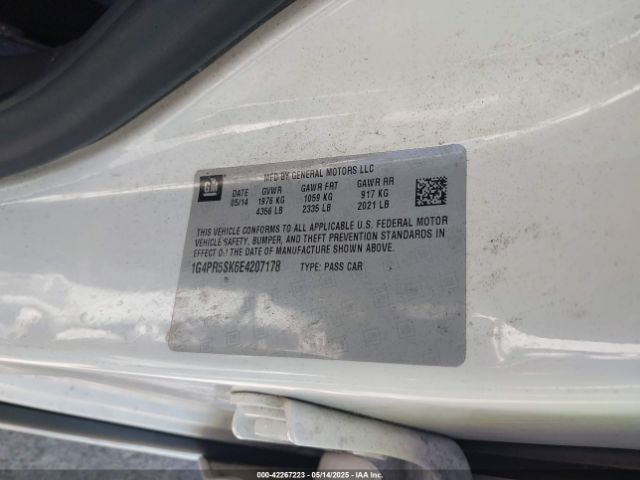 MFD BY GENERAL MOTORS LLC
GM DATE GVWR GAWR FRT GAWR RR
05/14 1976 KG 1059 KG 917 KG
4356 LB 2335 LB 2021 LB
THIS VEHICLE CONFORMS TO ALL APPLICABLE U.S. FEDERAL MOTOR
VEHICLE SAFETY, BUMPER, AND THEFT PREVENTION STANDARDS
IN EFFECT ON THE DATE OF MANUFACTURE SHOWN ABOVE.
1G4PR5SK6E4207178 TYPE: PASS CAR
000-42267223 05/14/2025 IAA Inc.